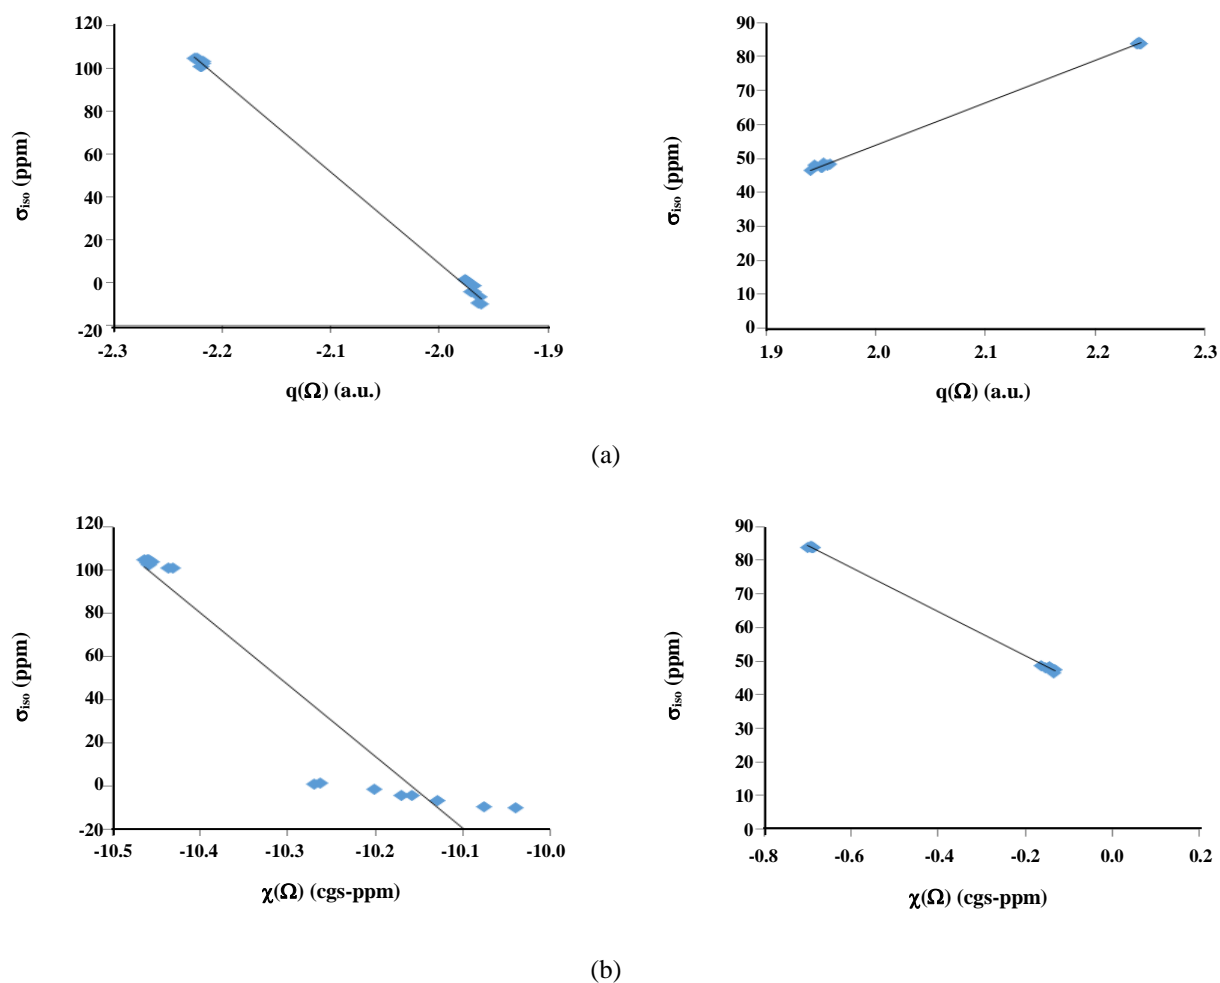 120
100
80
60
40
20
0
-20
σiso (ppm)
-2.3 -2.2 -2.1 -2.0 -1.9
q(Ω) (a.u.)
90
80
70
60
50
40
30
20
10
0
σiso (ppm)
1.9 2.0 2.1 2.2 2.3
q(Ω) (a.u.)
(a)
120
100
80
60
40
20
0
-20
σiso (ppm)
-10.5 -10.4 -10.3 -10.2 -10.1 -10.0
χ(Ω) (cgs-ppm)
90
80
70
60
50
40
30
20
10
0
σiso (ppm)
-0.8 -0.6 -0.4 -0.2 0.0 0.2
χ(Ω) (cgs-ppm)
(b)